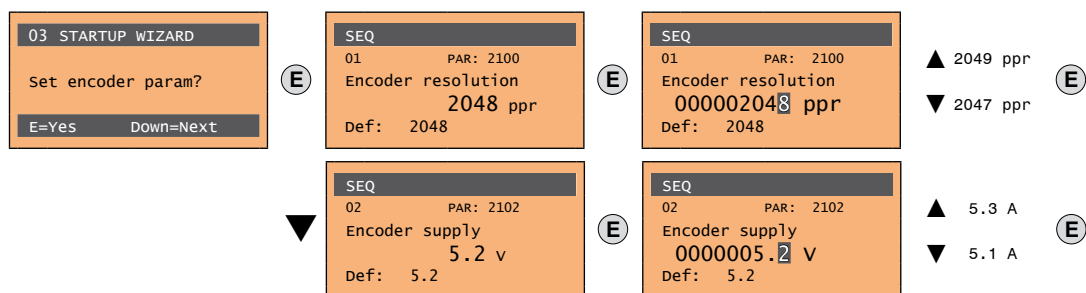 03 STARTUP WIZARD
Set encoder param?
E=Yes Down=Next
E
SEQ
01 PAR: 2100
Encoder resolution
2048 ppr
Def: 2048
E
SEQ
01 PAR: 2100
Encoder resolution
000002048 ppr
Def: 2048
▲ 2049 ppr
▼ 2047 ppr
E
▼
SEQ
02 PAR: 2102
Encoder supply
5.2 V
Def: 5.2
E
SEQ
02 PAR: 2102
Encoder supply
0000005.2 V
Def: 5.2
▲ 5.3 A
▼ 5.1 A
E